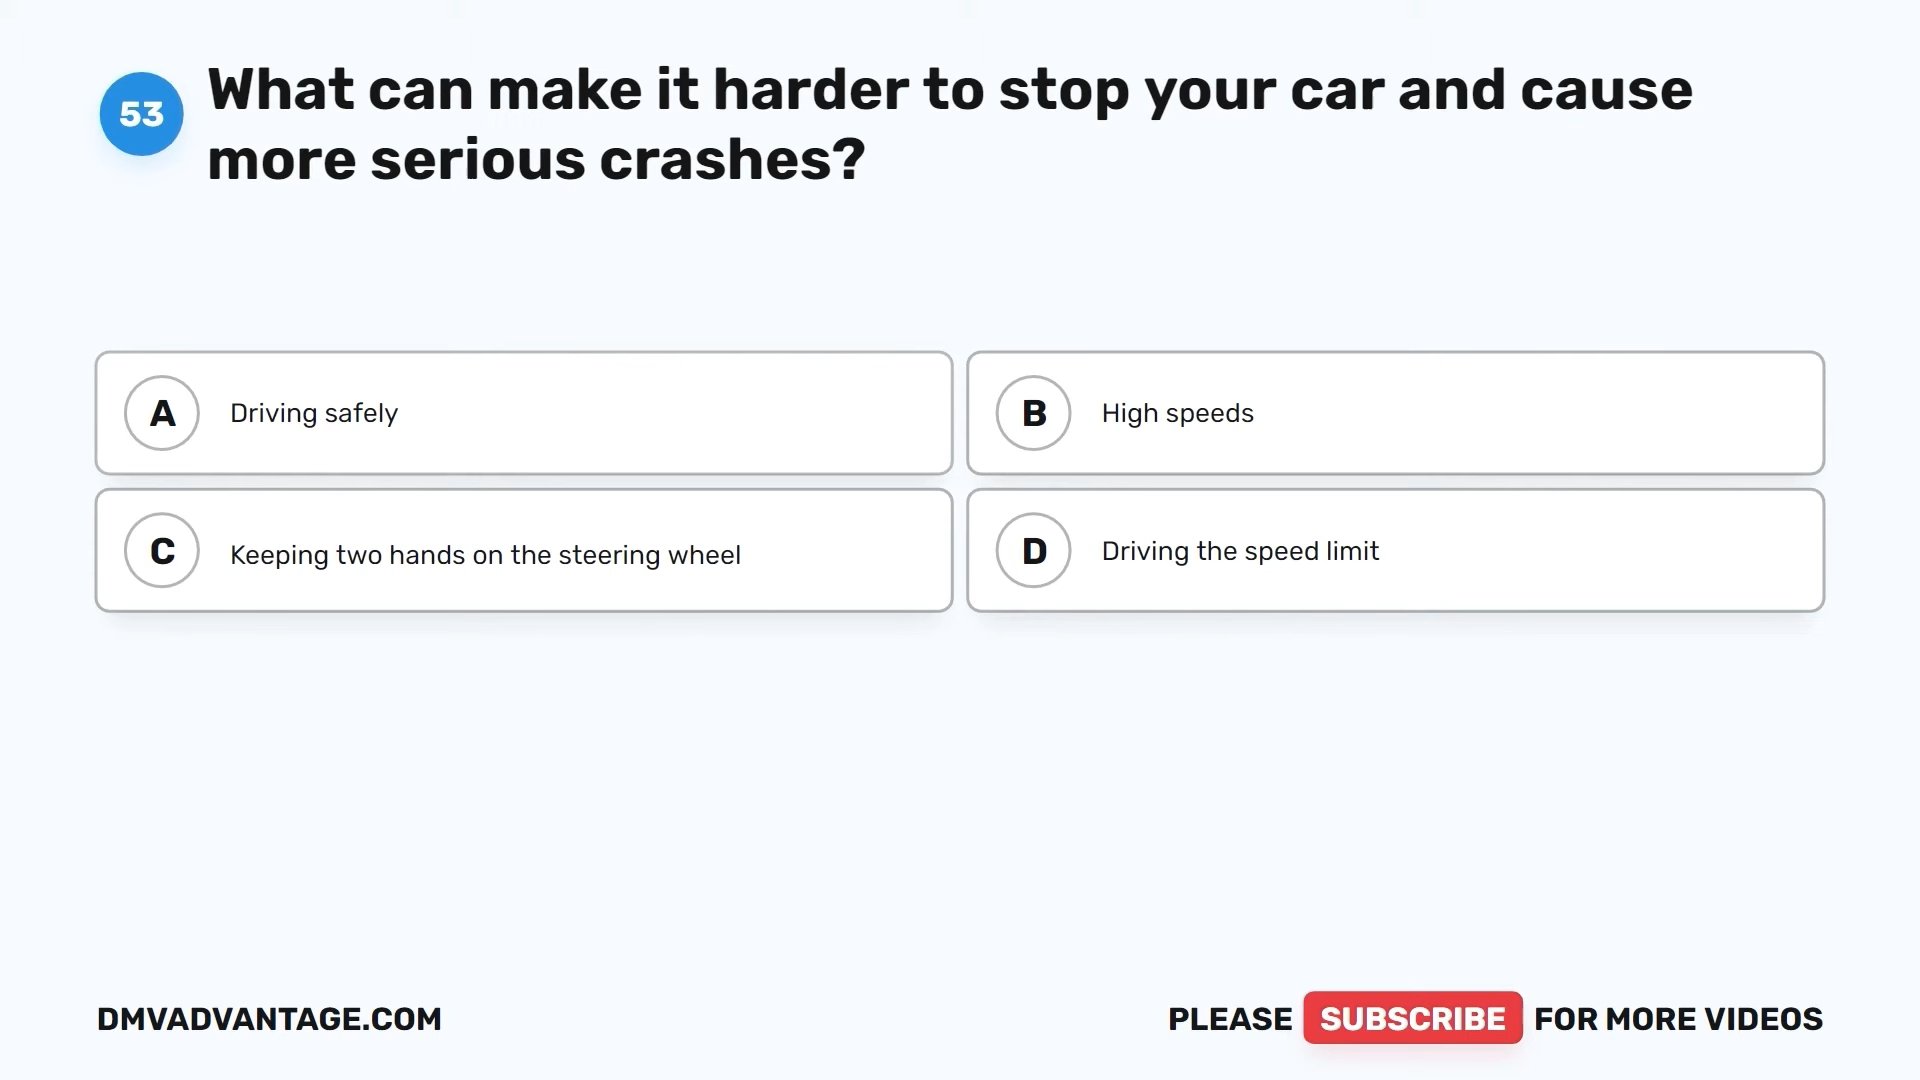 53
What can make it harder to stop your car and cause
more serious crashes?
A Driving safely
B High speeds
C Keeping two hands on the steering wheel
D Driving the speed limit
DMVADVANTAGE.COM
PLEASE SUBSCRIBE FOR MORE VIDEOS